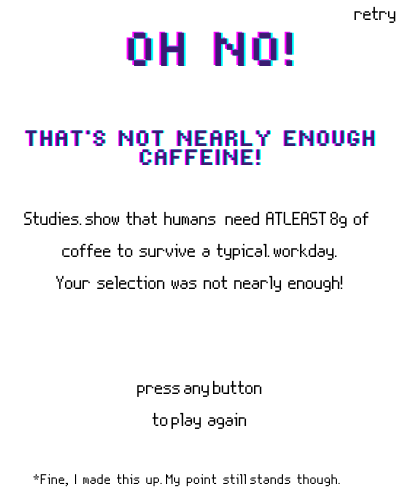 retry
OH NO!
THAT'S NOT NEARLY ENOUGH
CAFFEINE!
Studies. show that humans need ATLEAST 8g of
coffee to survive a typical. workday.
Your selection was not nearly enough!
press any button
to play again
*Fine, I made this up. My point still stands though.